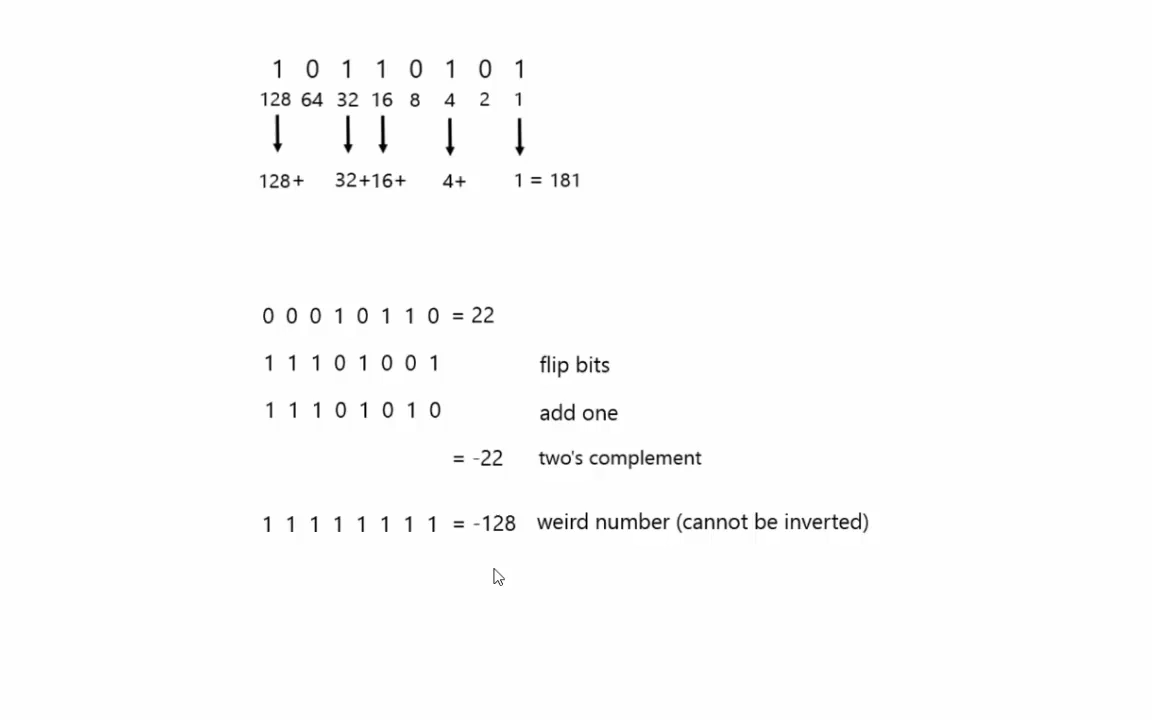 1 0 1 1 0 1 0 1
128 64 32 16 8 4 2 1
128+ 32+16+ 4+ 1 = 181
0 0 0 1 0 1 1 0 = 22
1 1 1 0 1 0 0 1 flip bits
1 1 1 0 1 0 1 0 add one
= -22 two's complement
1 1 1 1 1 1 1 1 = -128 weird number (cannot be inverted)